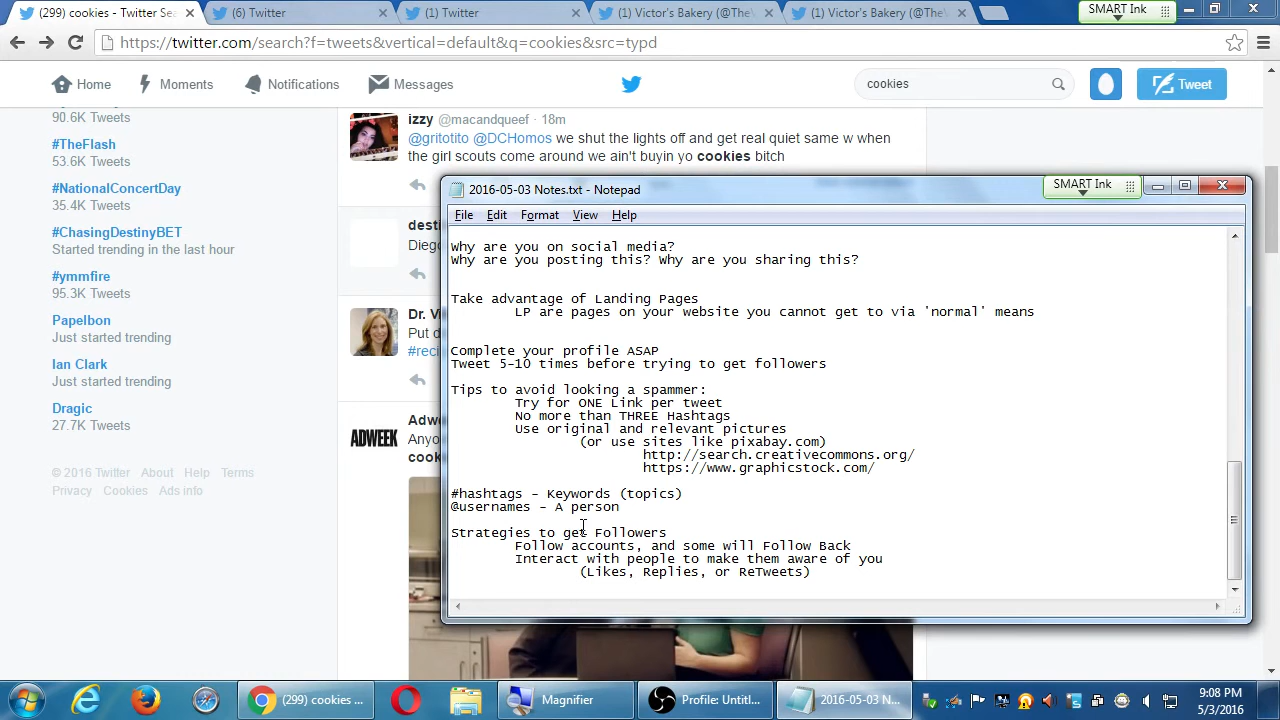 (299) cookies - Twitter Sea
(6) Twitter
(1) Twitter
(1) Victor's Bakery (@The
(1) Victor's Bakery (@The
SMART Ink
https://twitter.com/search?f=tweets&vertical=default&q=cookies&src=typd
Home
Moments
Notifications
Messages
cookies
Tweet
90.6K Tweets
#TheFlash
53.6K Tweets
#NationalConcertDay
35.4K Tweets
#ChasingDestinyBET
Started trending in the last hour
#ymmfire
95.3K Tweets
Papelbon
Just started trending
Ian Clark
Just started trending
Dragic
27.7K Tweets
© 2016 Twitter About Help Terms
Privacy Cookies Ads info
izzy @macandqueef · 18m
@gritotito @DCHomos we shut the lights off and get real quiet same w when
the girl scouts come around we ain't buyin yo cookies bitch
desti
Dieg
Dr. V
Put d
#reci
Adw
ADWEEK
Anyo
cook
2016-05-03 Notes.txt - Notepad
SMART Ink
File Edit Format View Help
Why are you on social media?
Why are you posting this? Why are you sharing this?
Take advantage of Landing Pages
LP are pages on your website you cannot get to via 'normal' means
Complete your profile ASAP
Tweet 5-10 times before trying to get followers
Tips to avoid looking a spammer:
Try for ONE Link per tweet
No more than THREE Hashtags
Use original and relevant pictures
(or use sites like pixabay.com)
http://search.creativecommons.org/
https://www.graphicstock.com/
#hashtags - Keywords (topics)
@usernames - A person
Strategies to get Followers
Follow accounts, and some will Follow Back
Interact with people to make them aware of you
(Likes, Replies, or ReTweets)
(299) cookies ...
Magnifier
Profile: Untitl...
2016-05-03 N...
9:08 PM
5/3/2016